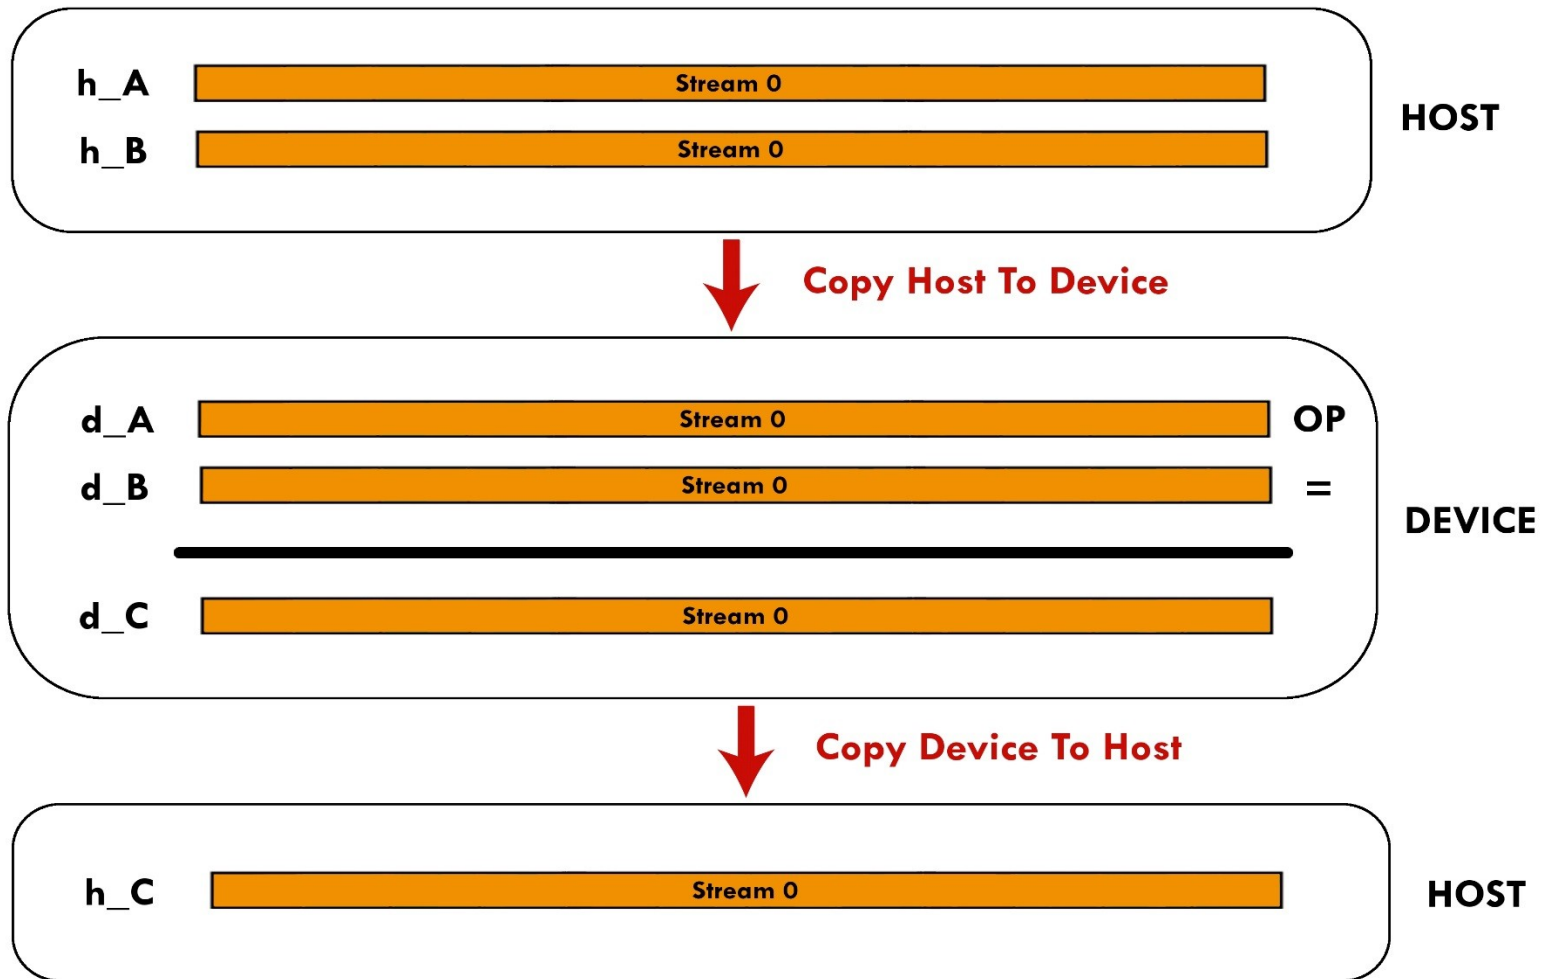 h_A Stream 0
h_B Stream 0
HOST
Copy Host To Device
d_A Stream 0 OP
d_B Stream 0 =
DEVICE
d_C Stream 0
Copy Device To Host
h_C Stream 0
HOST